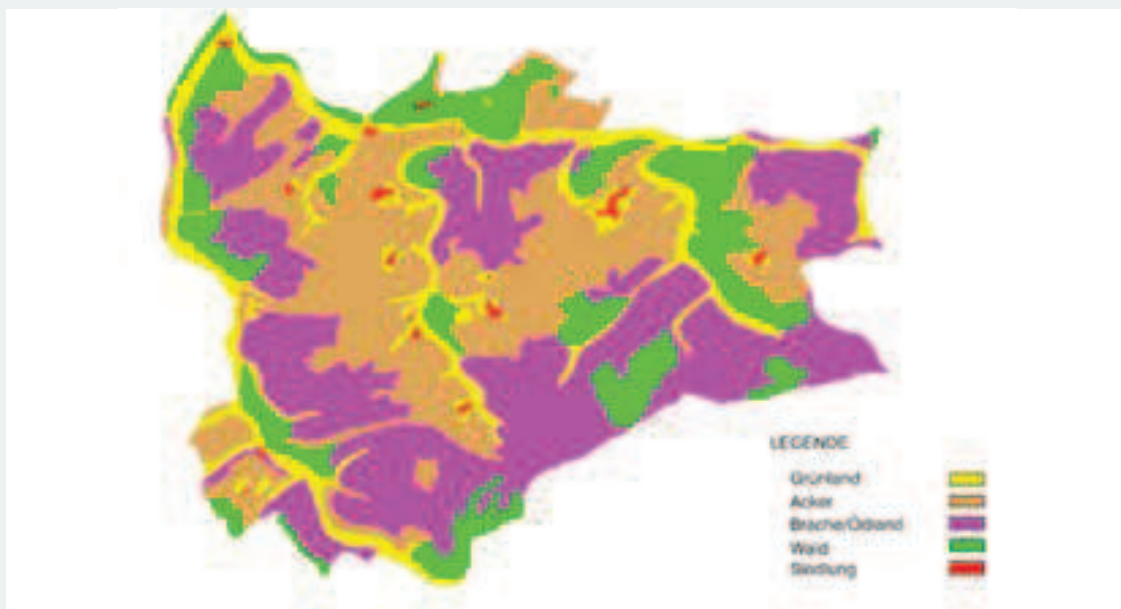 LEGENDE
Grünland
Acker
Brache/Ödland
Wald
Siedlung